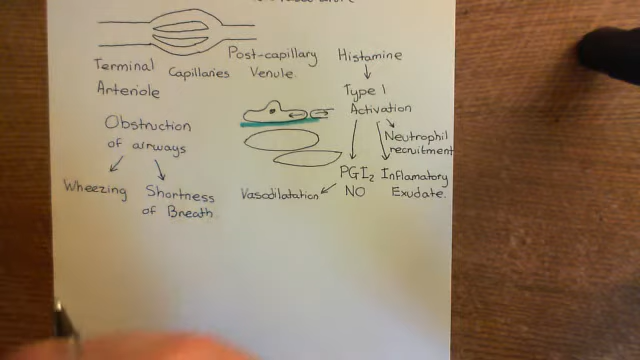 Terminal
Arteriole
Capillaries
Post-capillary
Venule.
Histamine
Type 1
Activation
Neutrophil
recruitment
PGI2
NO
Inflamatory
Exudate.
Vasodilatation
Obstruction
of airways
Wheezing
Shortness
of Breath